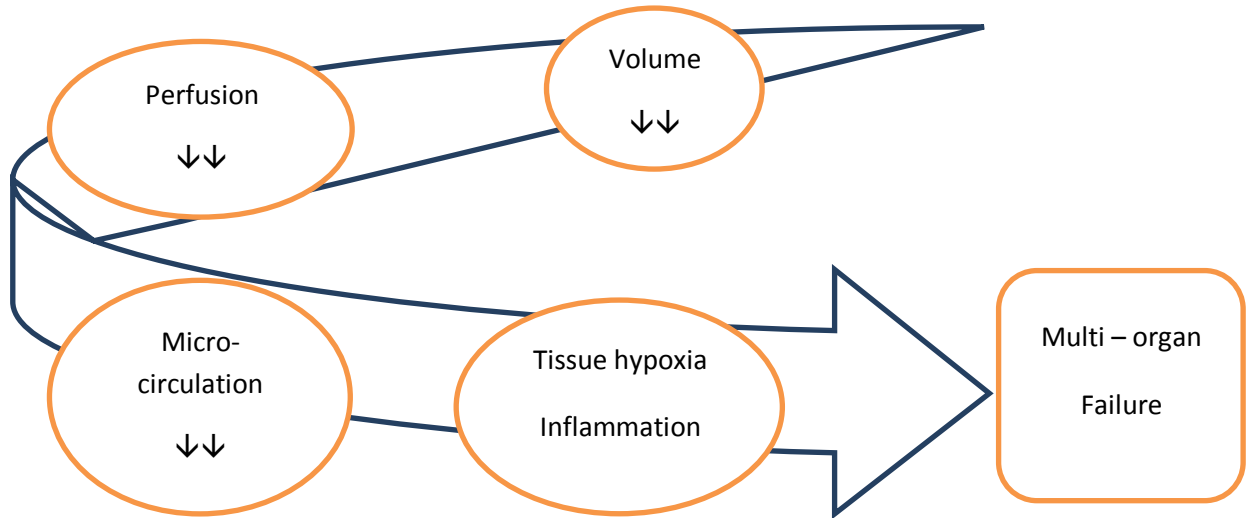 Volume
↓↓
Perfusion
↓↓
Micro-
circulation
↓↓
Tissue hypoxia
Inflammation
Multi – organ
Failure